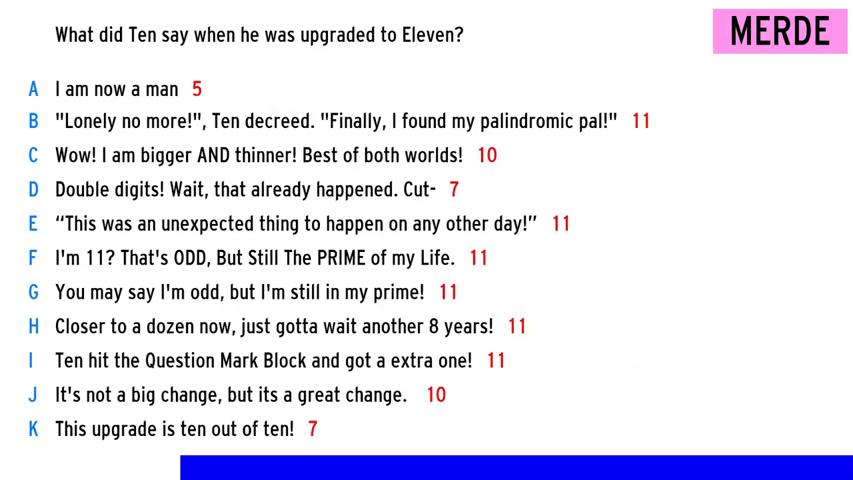 What did Ten say when he was upgraded to Eleven?
MERDE
A I am now a man 5
B "Lonely no more!", Ten decreed. "Finally, I found my palindromic pal!" 11
C Wow! I am bigger AND thinner! Best of both worlds! 10
D Double digits! Wait, that already happened. Cut- 7
E “This was an unexpected thing to happen on any other day!” 11
F I'm 11? That's ODD, But Still The PRIME of my Life. 11
G You may say I'm odd, but I'm still in my prime! 11
H Closer to a dozen now, just gotta wait another 8 years! 11
I Ten hit the Question Mark Block and got a extra one! 11
J It's not a big change, but its a great change. 10
K This upgrade is ten out of ten! 7